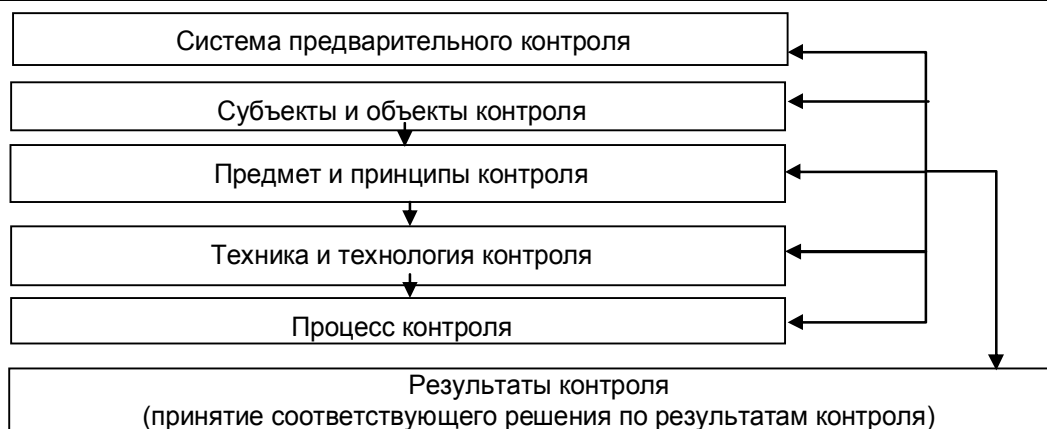 Система предварительного контроля
Субъекты и объекты контроля
Предмет и принципы контроля
Техника и технология контроля
Процесс контроля
Результаты контроля
(принятие соответствующего решения по результатам контроля)